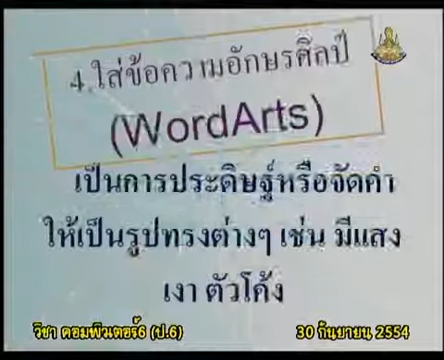 4.ใส่ข้อความอักษรศิลป์
(WordArts)
เป็นการประดิษฐ์หรือจัดคำ
ให้เป็นรูปทรงต่างๆ เช่น มีแสง
เงา ตัวโค้ง
วิชา คอมพิวเตอร์6 (ป.6)
30 กันยายน 2554